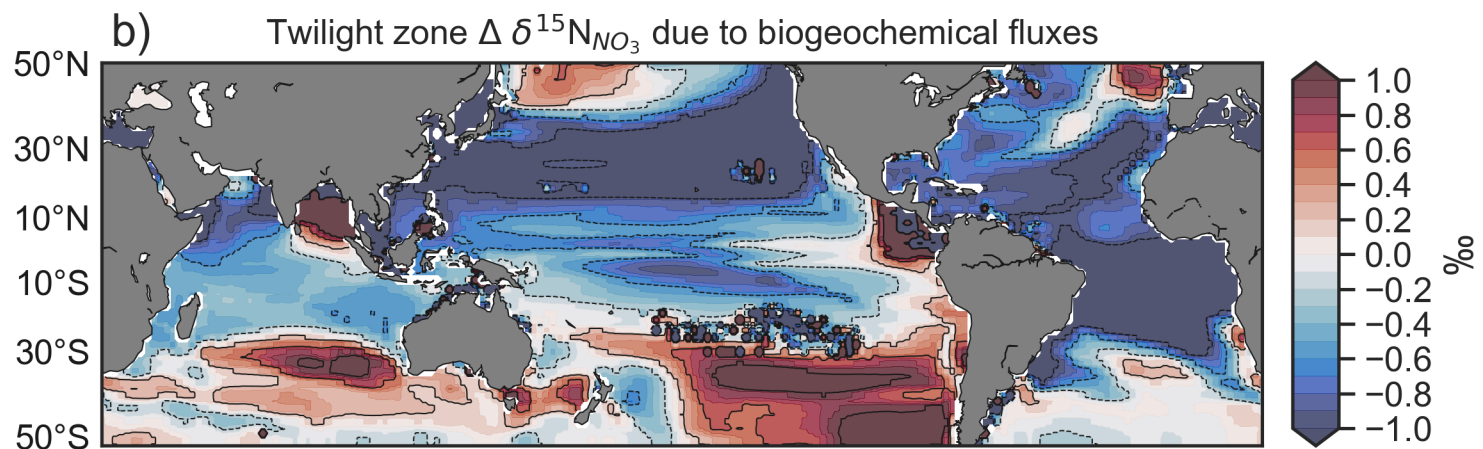 b) Twilight zone Δ δ¹⁵N_NO₃ due to biogeochemical fluxes
50°N
30°N
10°N
10°S
30°S
50°S
1.0
0.8
0.6
0.4
0.2
0.0
−0.2
−0.4
−0.6
−0.8
−1.0
‰